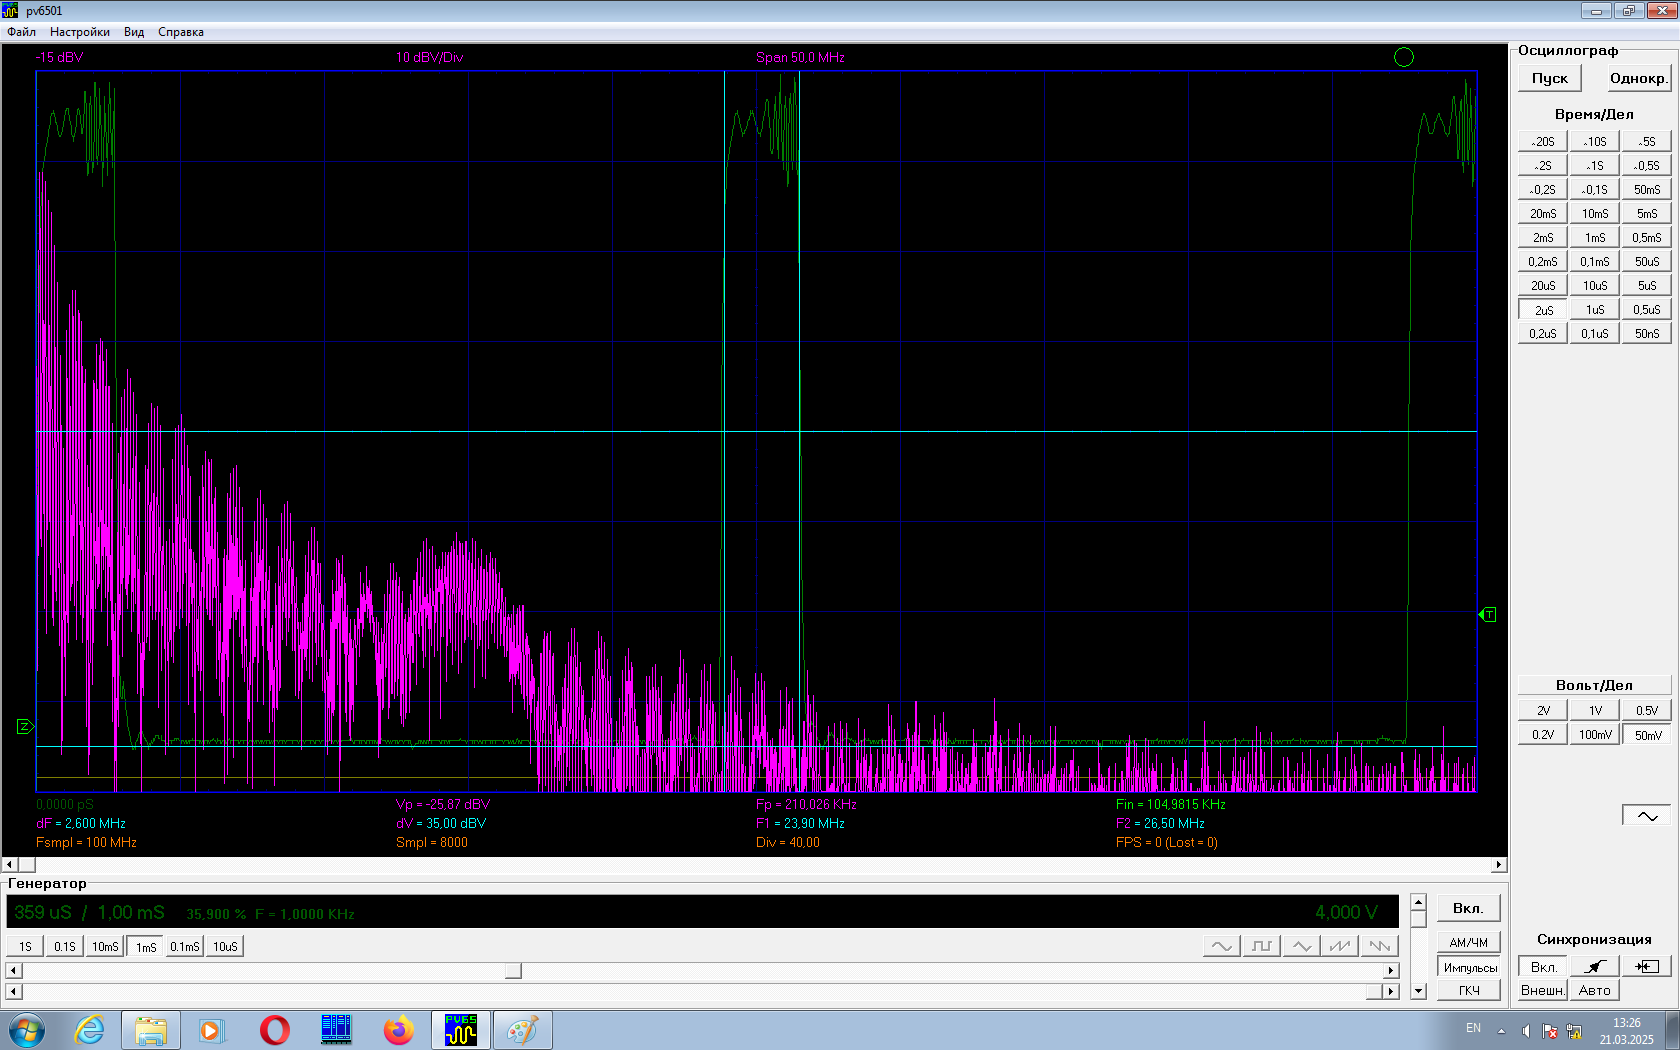 pv6501
Файл Настройки Вид Справка
-15 dBV 10 dBV/Div Span 50,0 MHz
Осциллограф
Пуск Однокр.
Время/Дел
.20S .10S .5S
.2S .1S .0,5S
.0,2S .0,1S 50mS
20mS 10mS 5mS
2mS 1mS 0,5mS
0,2mS 0,1mS 50uS
20uS 10uS 5uS
2uS 1uS 0,5uS
0,2uS 0,1uS 50nS
T
Вольт/Дел
2V 1V 0.5V
0.2V 100mV 50mV
Z
0.0000 pS Vp = -25,87 dBV Fp = 210,026 KHz Fin = 104,9815 KHz
dF = 2,600 MHz dV = 35,00 dBV F1 = 23,90 MHz F2 = 26,50 MHz
Fsmpl = 100 MHz Smpl = 8000 Div = 40,00 FPS = 0 (Lost = 0)
Генератор
359 uS / 1,00 mS 35,900 % F = 1,0000 KHz 4,000 V
Вкл.
1S 0.1S 10mS 1mS 0.1mS 10uS
АМ/ЧМ
Импульсы
ГКЧ
Синхронизация
Вкл.
Внешн. Авто
PV65
EN
13:26
21.03.2025